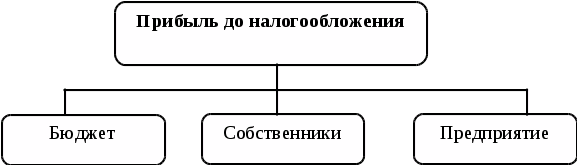 Прибыль до налогообложения
Бюджет
Собственники
Предприятие